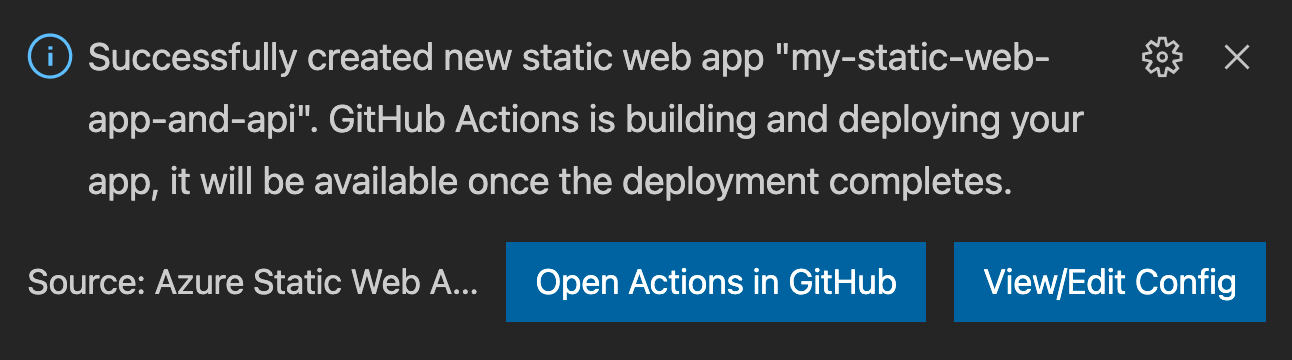 Successfully created new static web app "my-static-web-
app-and-api". GitHub Actions is building and deploying your
app, it will be available once the deployment completes.
Source: Azure Static Web A...
Open Actions in GitHub
View/Edit Config